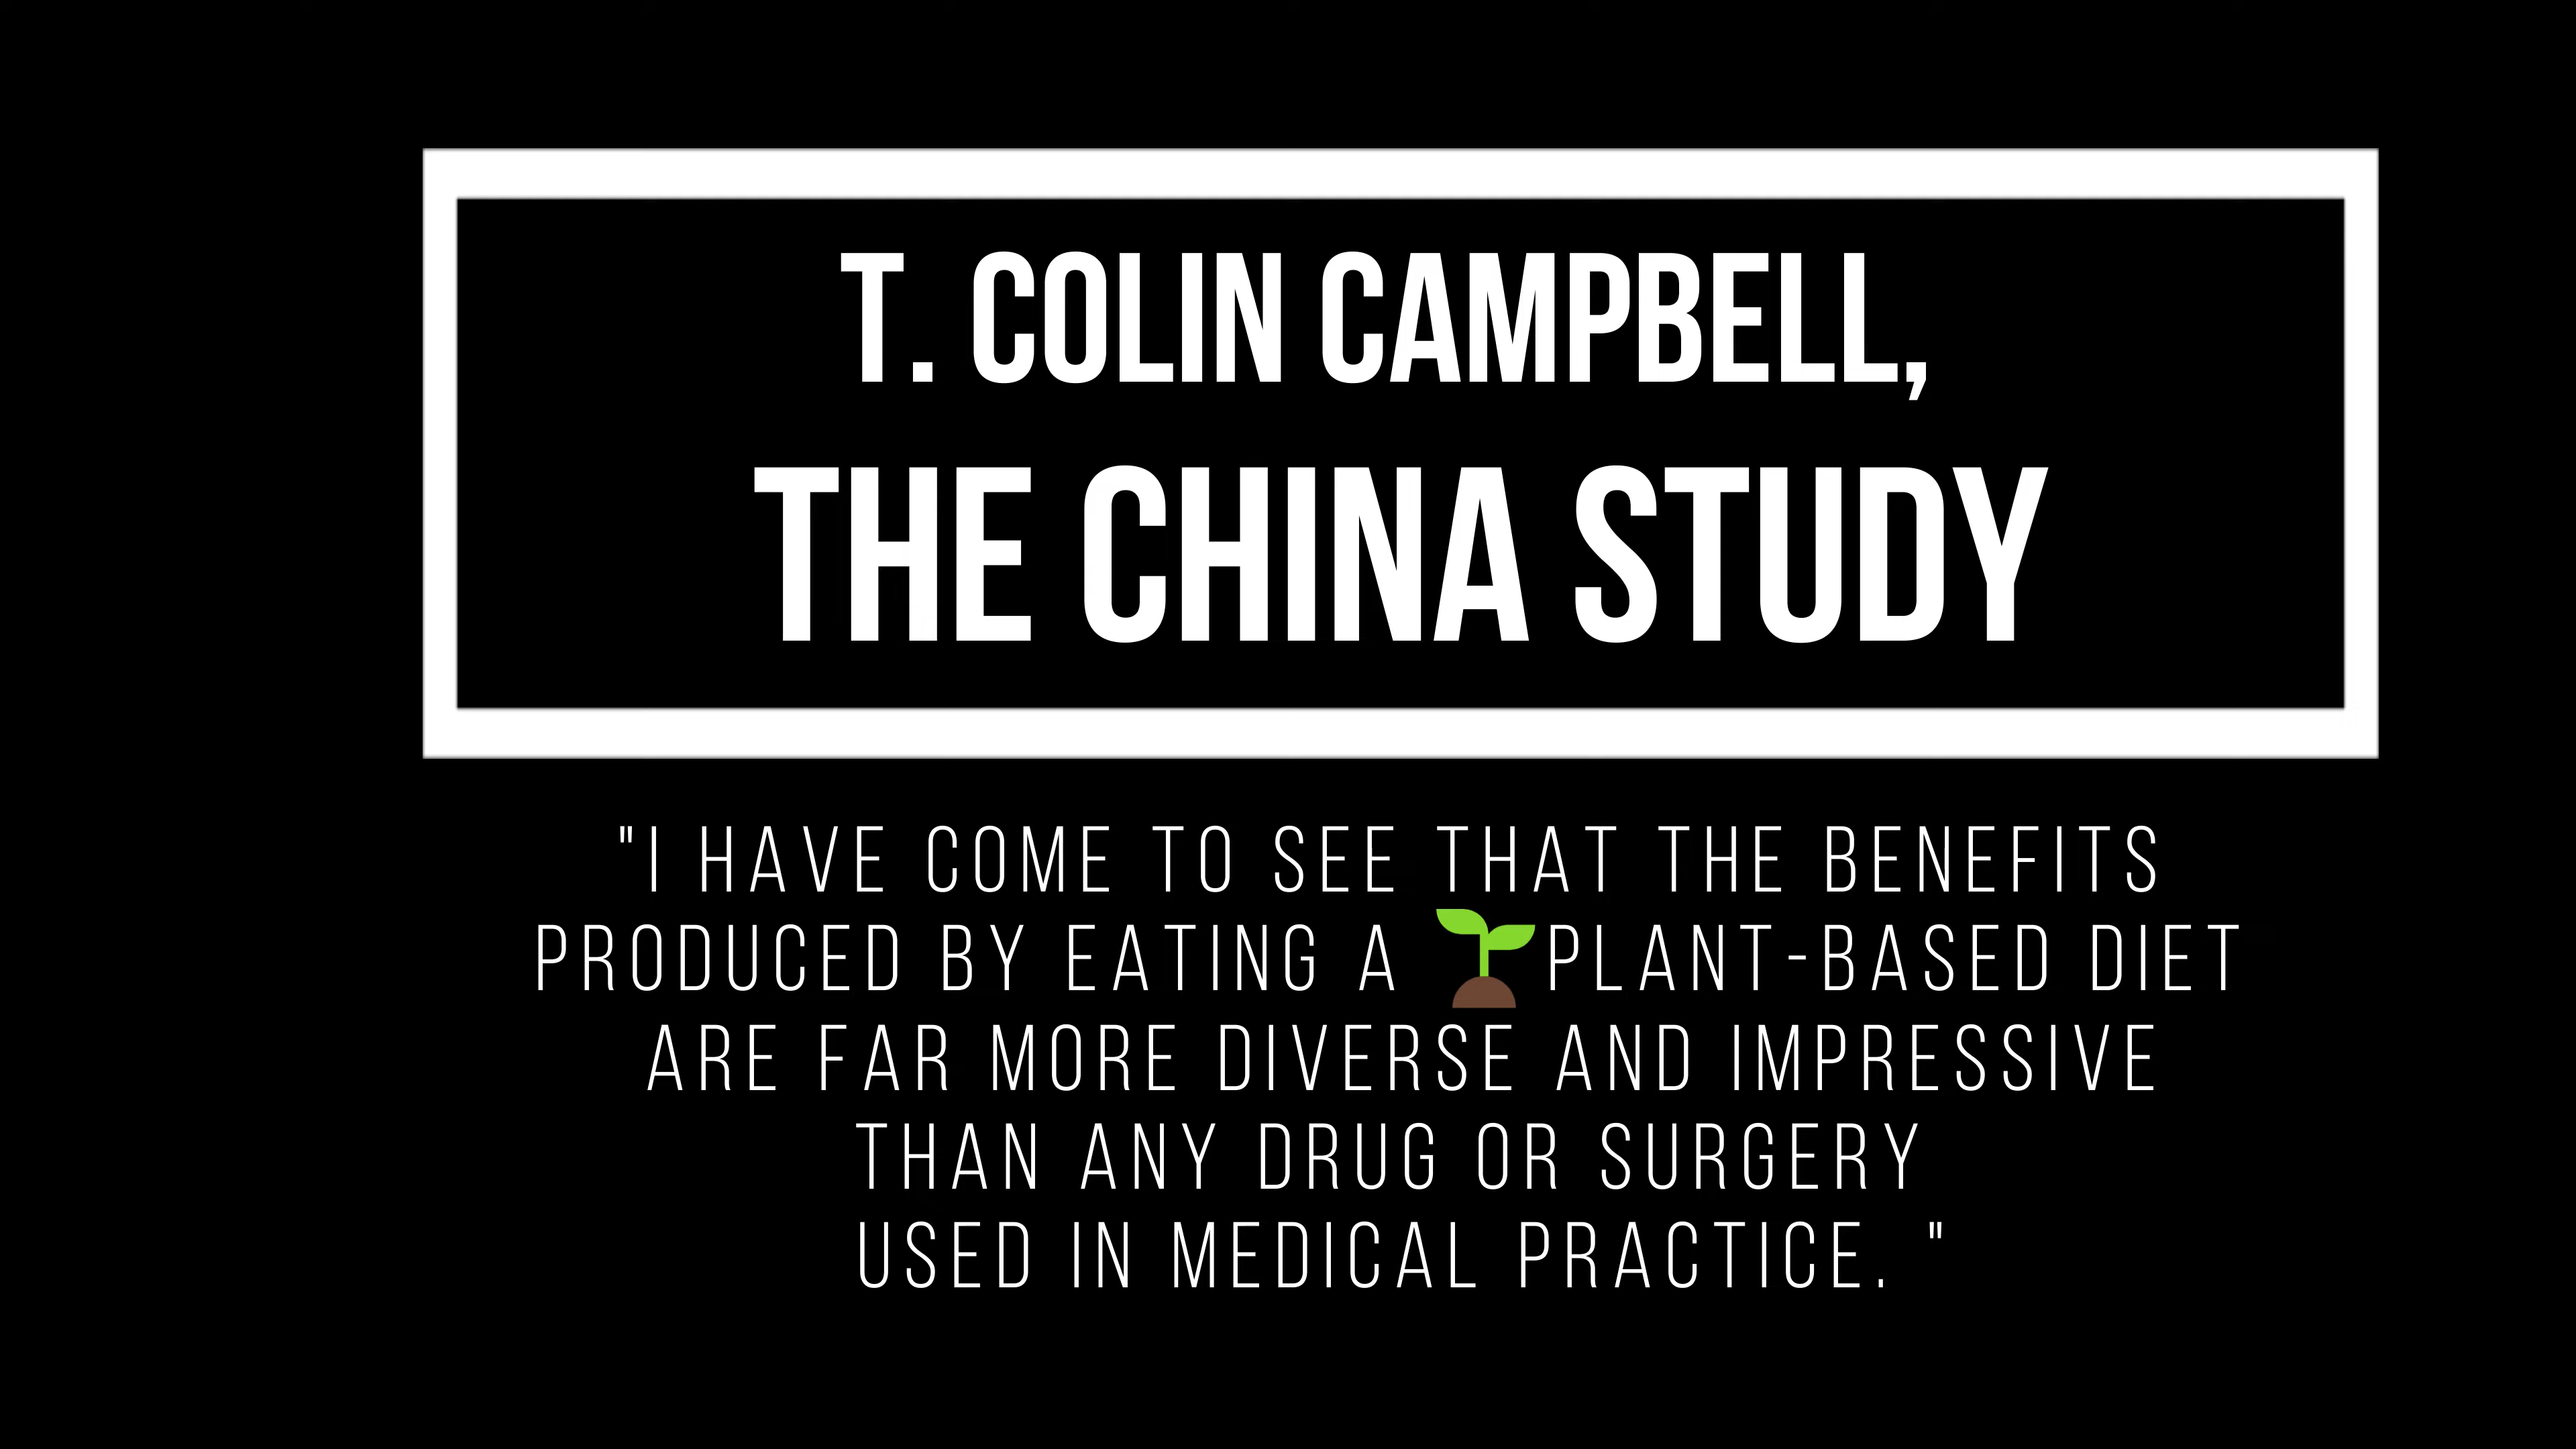 T. COLIN CAMPBELL,
THE CHINA STUDY
"I HAVE COME TO SEE THAT THE BENEFITS
PRODUCED BY EATING A 🌱PLANT-BASED DIET
ARE FAR MORE DIVERSE AND IMPRESSIVE
THAN ANY DRUG OR SURGERY
USED IN MEDICAL PRACTICE. "